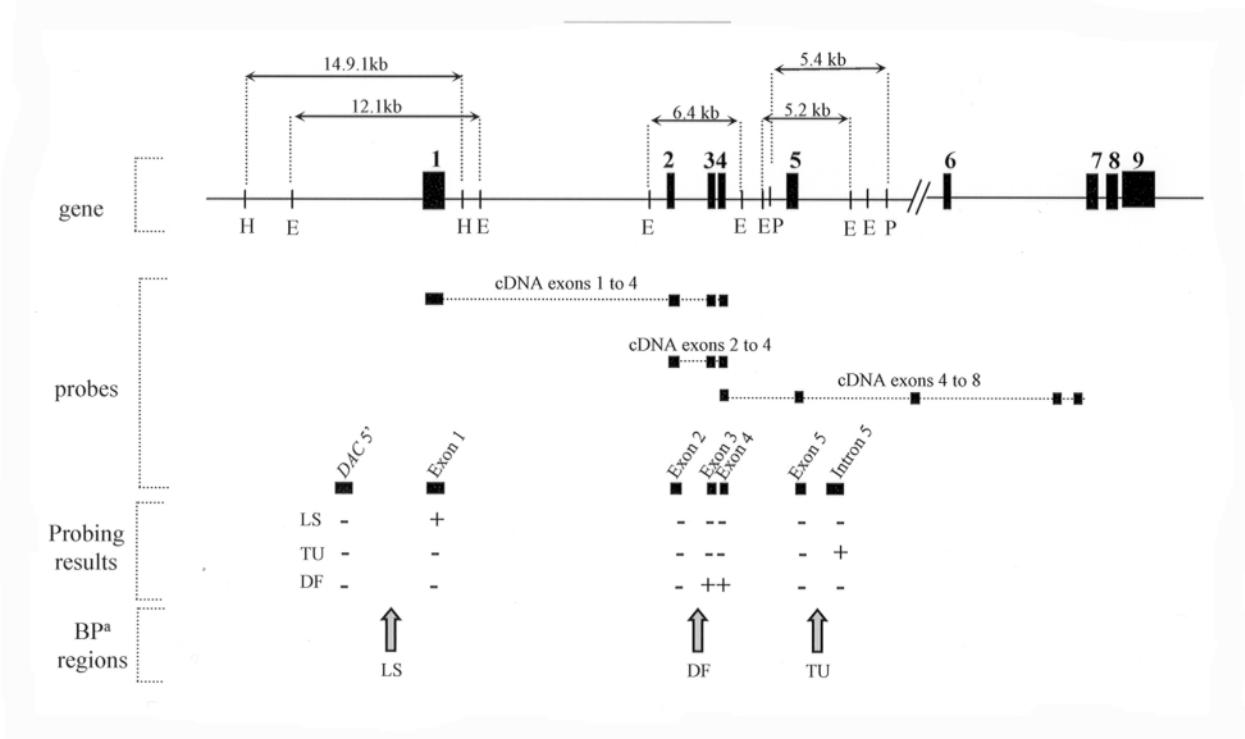 14.9.1kb
5.4 kb
12.1kb
6.4 kb
5.2 kb
1 2 34 5 6 7 8 9
gene
H E H E E E E P E E P
cDNA exons 1 to 4
cDNA exons 2 to 4
probes
cDNA exons 4 to 8
DAC 5'
Exon 1
Exon 2
Exon 3
Exon 4
Exon 5
Intron 5
Probing
results
LS - + - - - - -
TU - - - - - - +
DF - - - + + - -
BPa
regions
LS DF TU